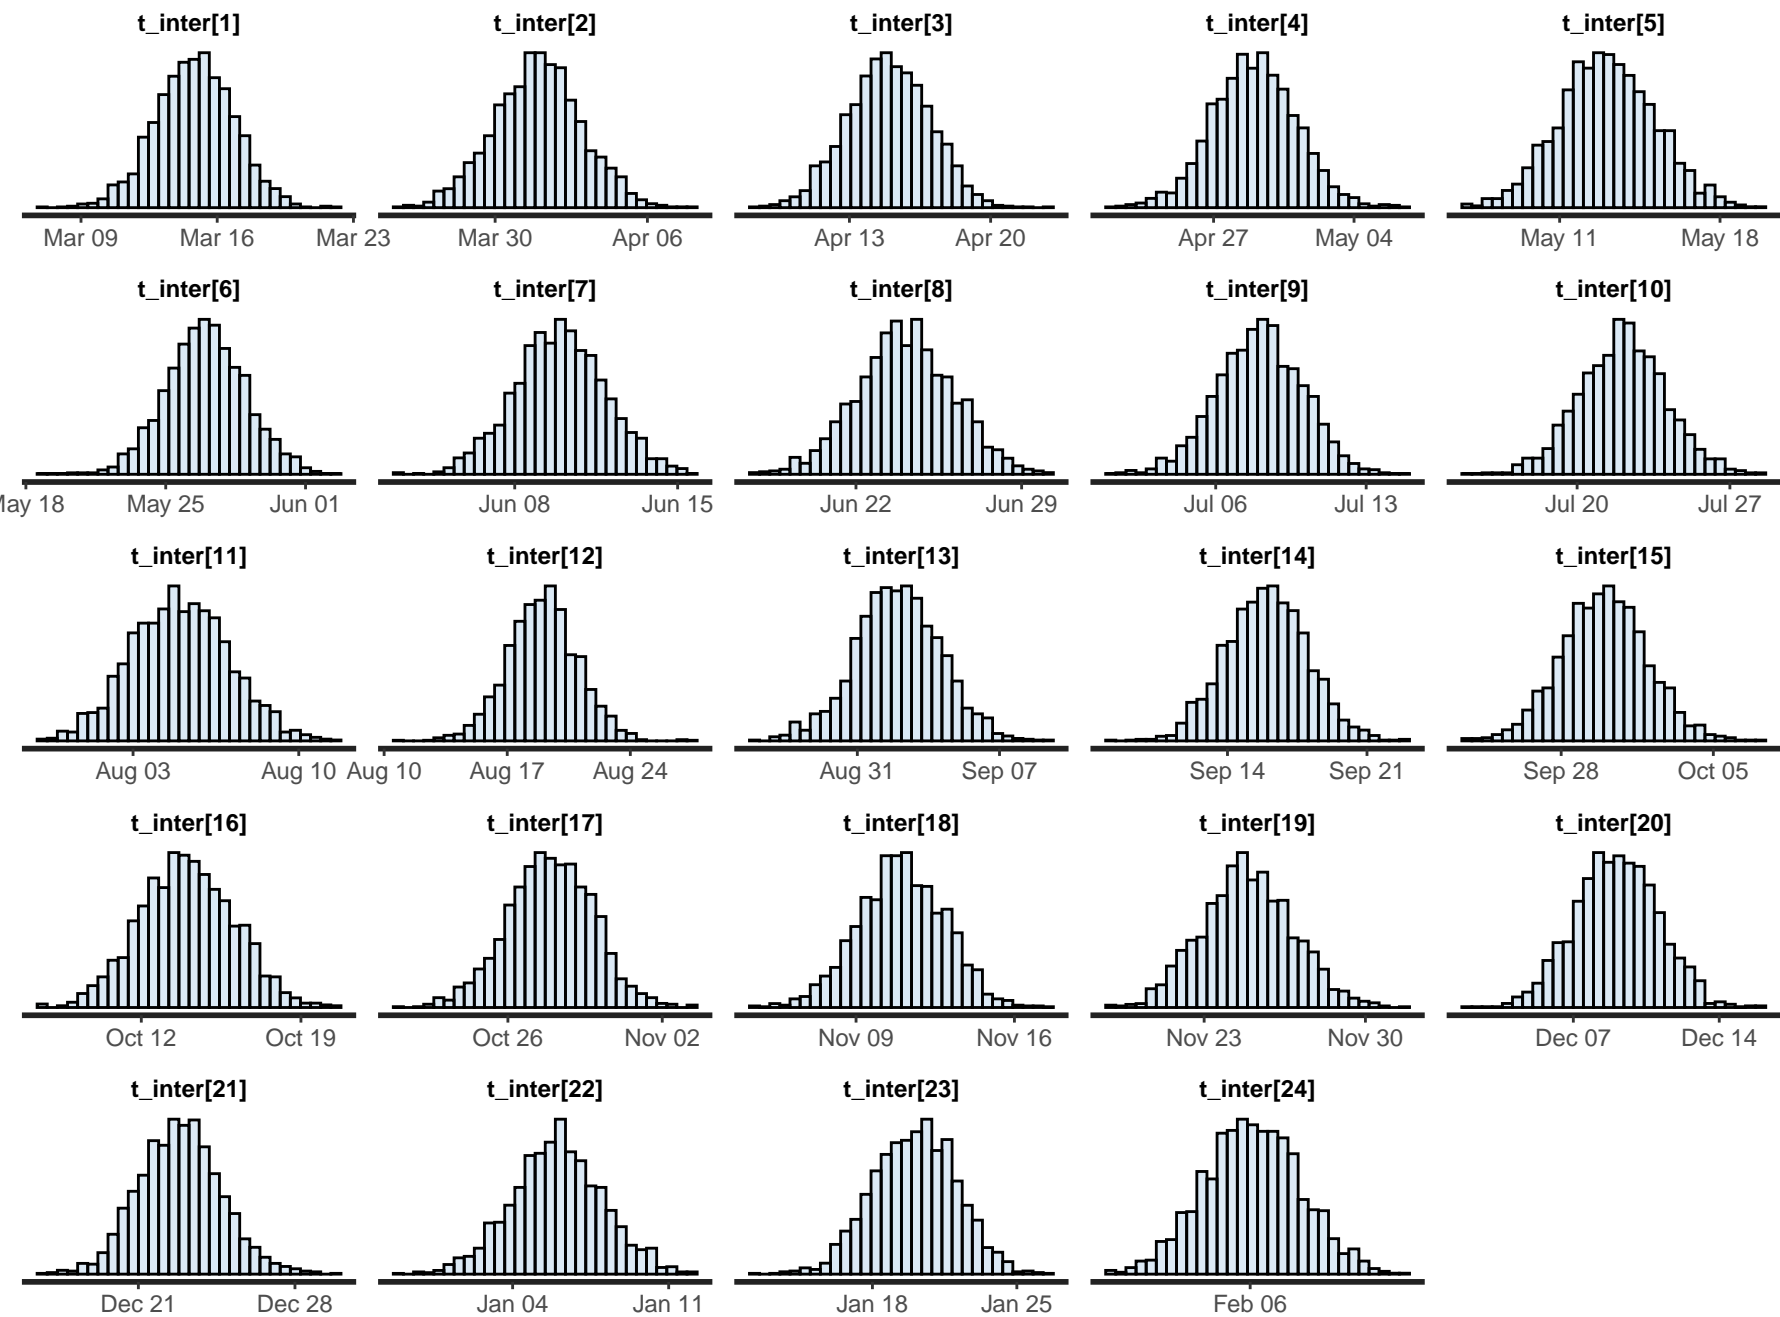 t_inter[1] t_inter[2] t_inter[3] t_inter[4] t_inter[5]
Mar 09 Mar 16 Mar 23 Mar 30 Apr 06 Apr 13 Apr 20 Apr 27 May 04 May 11 May 18
t_inter[6] t_inter[7] t_inter[8] t_inter[9] t_inter[10]
May 18 May 25 Jun 01 Jun 08 Jun 15 Jun 22 Jun 29 Jul 06 Jul 13 Jul 20 Jul 27
t_inter[11] t_inter[12] t_inter[13] t_inter[14] t_inter[15]
Aug 03 Aug 10 Aug 10 Aug 17 Aug 24 Aug 31 Sep 07 Sep 14 Sep 21 Sep 28 Oct 05
t_inter[16] t_inter[17] t_inter[18] t_inter[19] t_inter[20]
Oct 12 Oct 19 Oct 26 Nov 02 Nov 09 Nov 16 Nov 23 Nov 30 Dec 07 Dec 14
t_inter[21] t_inter[22] t_inter[23] t_inter[24]
Dec 21 Dec 28 Jan 04 Jan 11 Jan 18 Jan 25 Feb 06